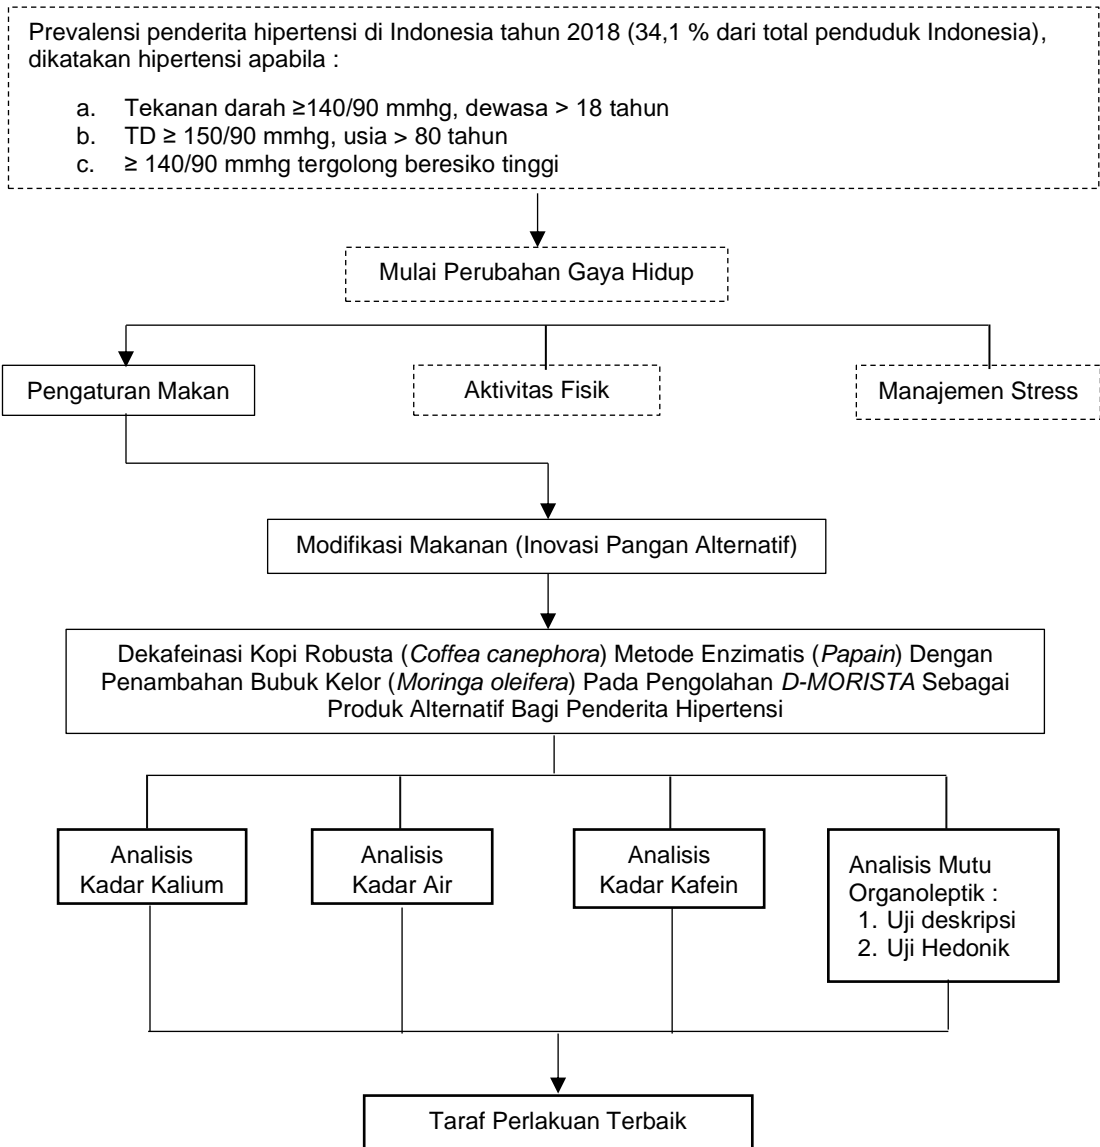 Prevalensi penderita hipertensi di Indonesia tahun 2018 (34,1 % dari total penduduk Indonesia),
dikatakan hipertensi apabila :
a. Tekanan darah ≥140/90 mmhg, dewasa > 18 tahun
b. TD ≥ 150/90 mmhg, usia > 80 tahun
c. ≥ 140/90 mmhg tergolong beresiko tinggi
Mulai Perubahan Gaya Hidup
Pengaturan Makan
Aktivitas Fisik
Manajemen Stress
Modifikasi Makanan (Inovasi Pangan Alternatif)
Dekafeinasi Kopi Robusta (Coffea canephora) Metode Enzimatis (Papain) Dengan
Penambahan Bubuk Kelor (Moringa oleifera) Pada Pengolahan D-MORISTA Sebagai
Produk Alternatif Bagi Penderita Hipertensi
Analisis
Kadar Kalium
Analisis
Kadar Air
Analisis
Kadar Kafein
Analisis Mutu
Organoleptik :
1. Uji deskripsi
2. Uji Hedonik
Taraf Perlakuan Terbaik